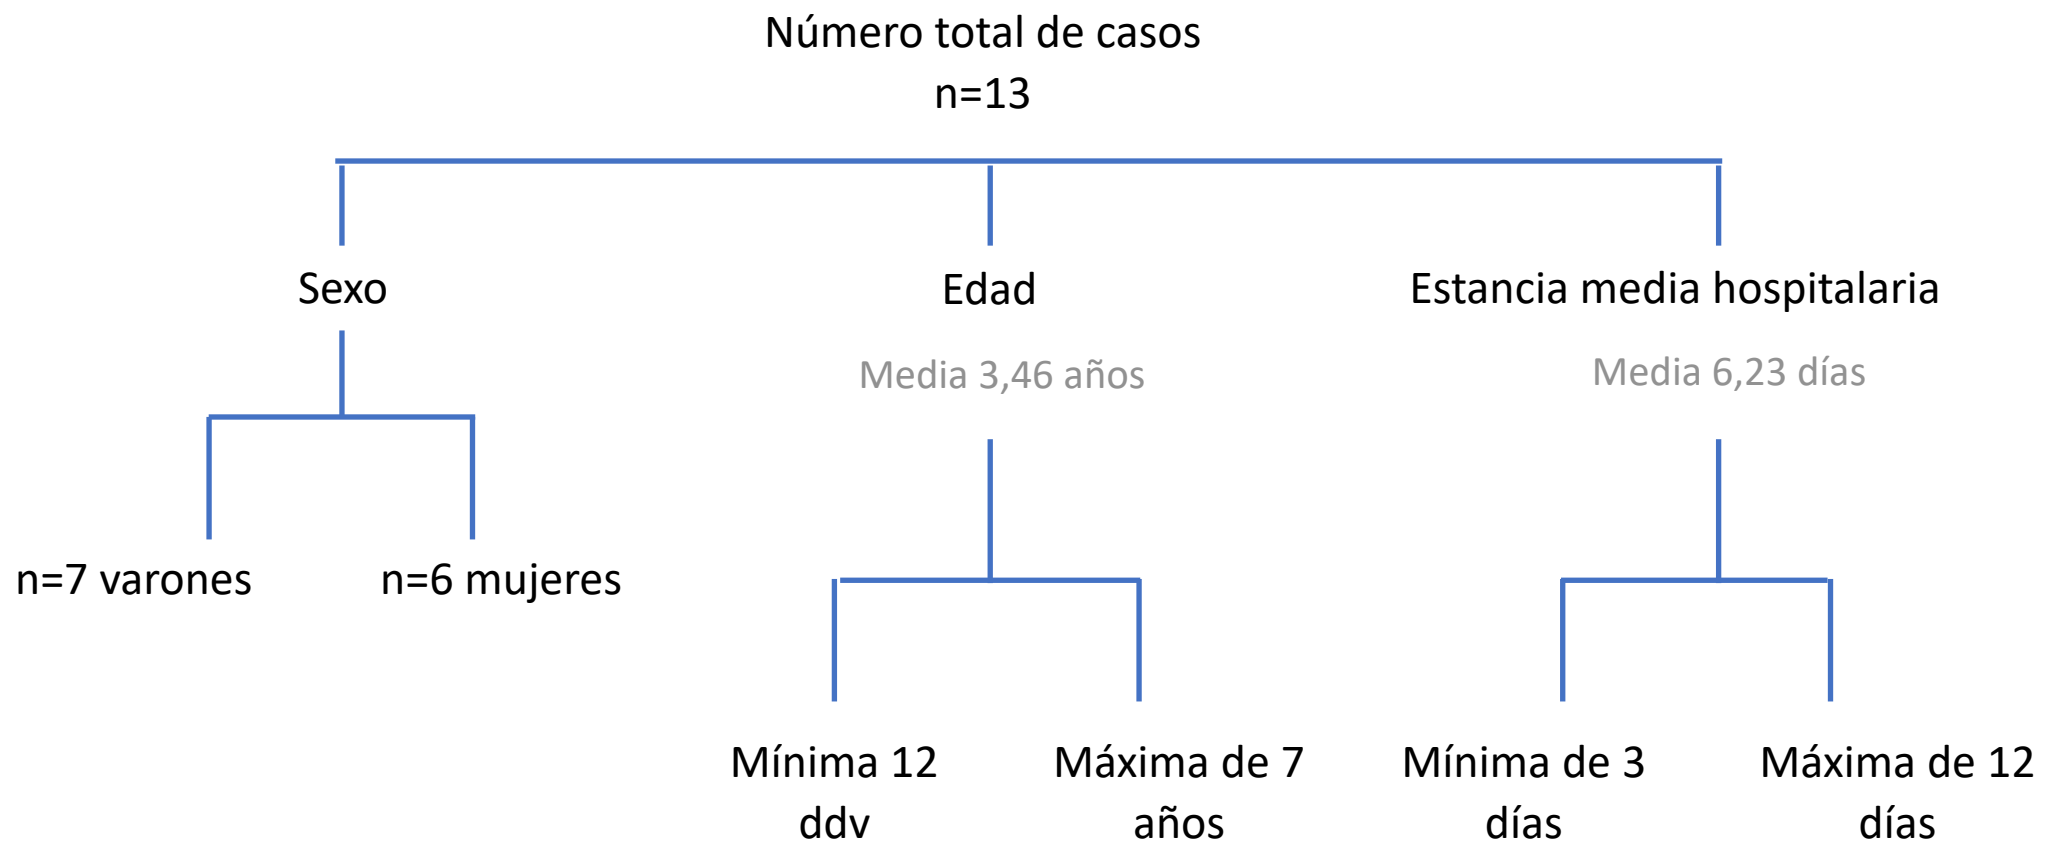 Número total de casos
n=13
Sexo
Edad
Estancia media hospitalaria
Media 3,46 años
Media 6,23 días
n=7 varones
n=6 mujeres
Mínima 12
ddv
Máxima de 7
años
Mínima de 3
días
Máxima de 12
días